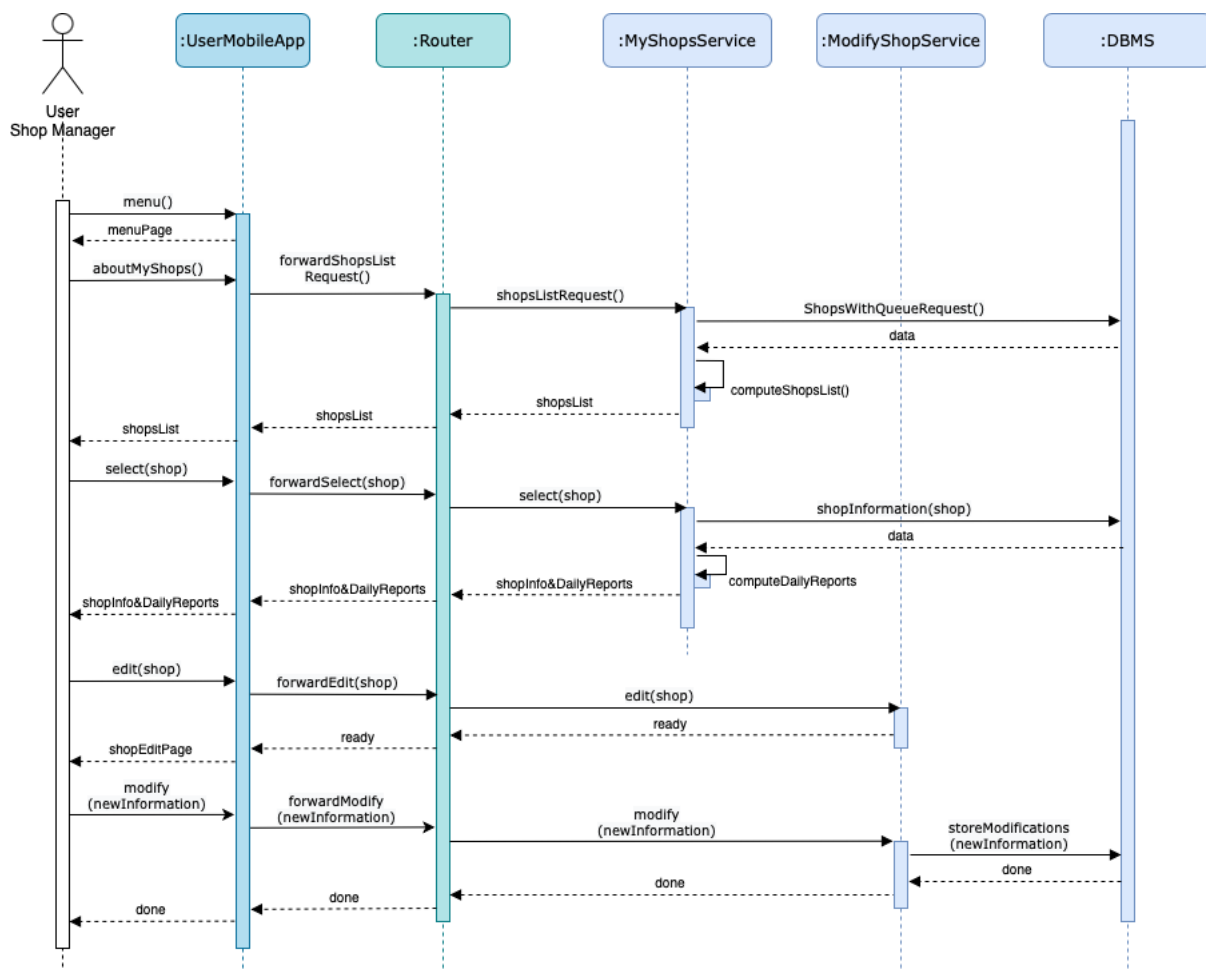 :UserMobileApp
:Router
:MyShopsService
:ModifyShopService
:DBMS
User
Shop Manager
menu()
menuPage
aboutMyShops()
forwardShopsList
Request()
shopsListRequest()
ShopsWithQueueRequest()
data
computeShopsList()
shopsList
shopsList
shopsList
select(shop)
forwardSelect(shop)
select(shop)
shopInformation(shop)
data
computeDailyReports
shopInfo&DailyReports
shopInfo&DailyReports
shopInfo&DailyReports
edit(shop)
forwardEdit(shop)
edit(shop)
ready
ready
shopEditPage
modify
(newInformation)
forwardModify
(newInformation)
modify
(newInformation)
storeModifications
(newInformation)
done
done
done
done